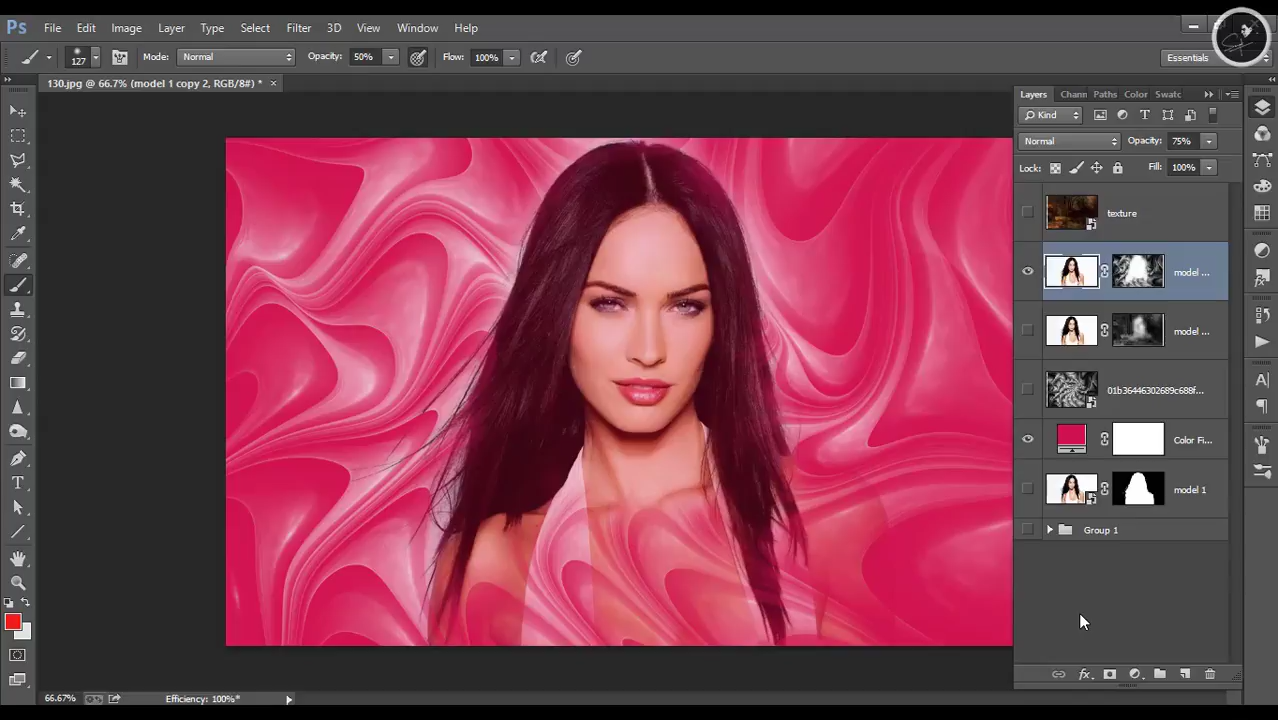 Ps File Edit Image Layer Type Select Filter 3D View Window Help
127 Mode: Normal Opacity: 50% Flow: 100% Essentials
130.jpg @ 66.7% (model 1 copy 2, RGB/8#) * ×
Layers Chann Paths Color Swatc
Kind
Normal Opacity: 75%
Lock: Fill: 100%
texture
model ...
model ...
01b36446302689c688f...
Color Fi...
model 1
Group 1
66.67% Efficiency: 100%*